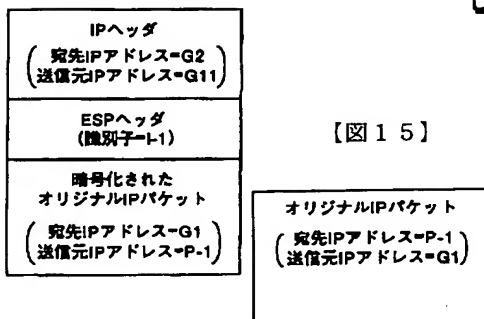 IPヘッダ
宛先IPアドレス=G2
送信元IPアドレス=G11
ESPヘッダ
(識別子=I-1)
暗号化された
オリジナルIPパケット
宛先IPアドレス=G1
送信元IPアドレス=P-1
【図15】
オリジナルIPパケット
宛先IPアドレス=P-1
送信元IPアドレス=G1